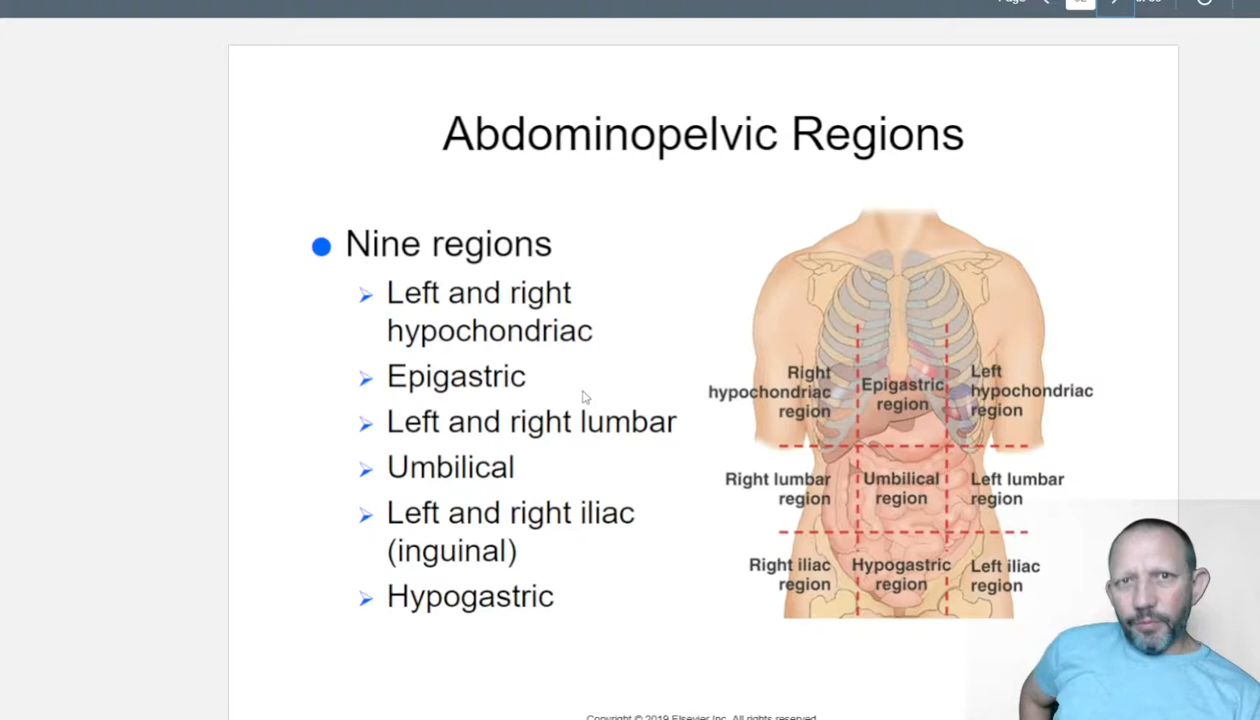 Abdominopelvic Regions
Nine regions
Left and right
hypochondriac
Epigastric
Left and right lumbar
Umbilical
Left and right iliac
(inguinal)
Hypogastric
Right
hypochondriac
region
Epigastric
region
Left
hypochondriac
region
Right lumbar
region
Umbilical
region
Left lumbar
region
Right iliac
region
Hypogastric
region
Left iliac
region
Copyright © 2019 Elsevier Inc. All rights reserved